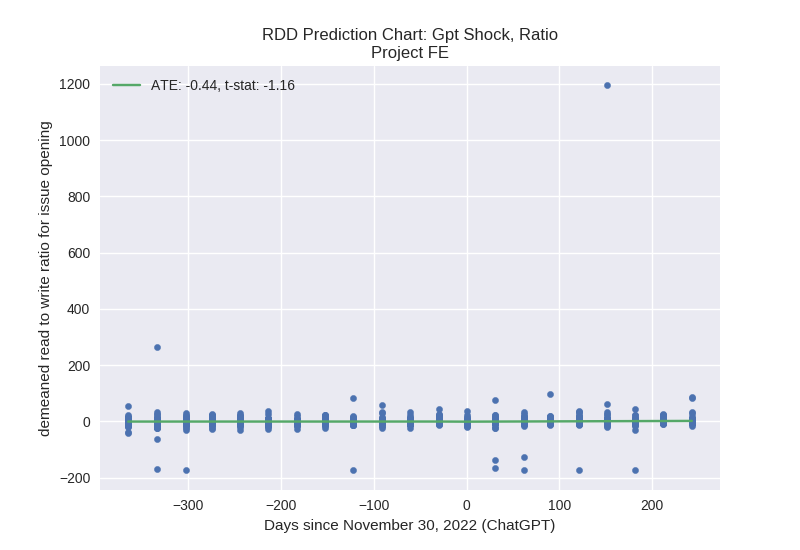 RDD Prediction Chart: Gpt Shock, Ratio
Project FE
ATE: -0.44, t-stat: -1.16
demeaned read to write ratio for issue opening
1200
1000
800
600
400
200
0
−200
−300
−200
−100
0
100
200
Days since November 30, 2022 (ChatGPT)